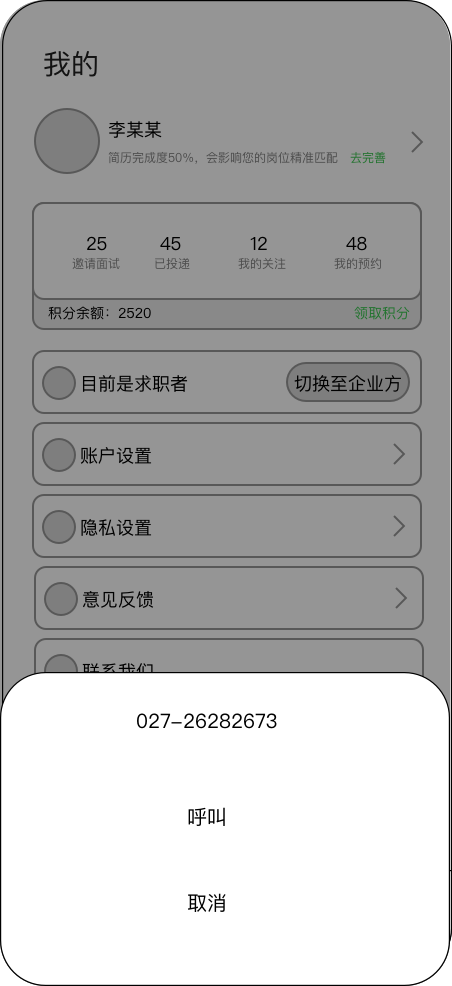 我的
李某某
简历完成度50%，会影响您的岗位精准匹配 去完善
25 45 12 48
邀请面试 已投递 我的关注 我的预约
积分余额：2520 领取积分
目前是求职者 切换至企业方
账户设置
隐私设置
意见反馈
联系我们
027-26282673
呼叫
取消